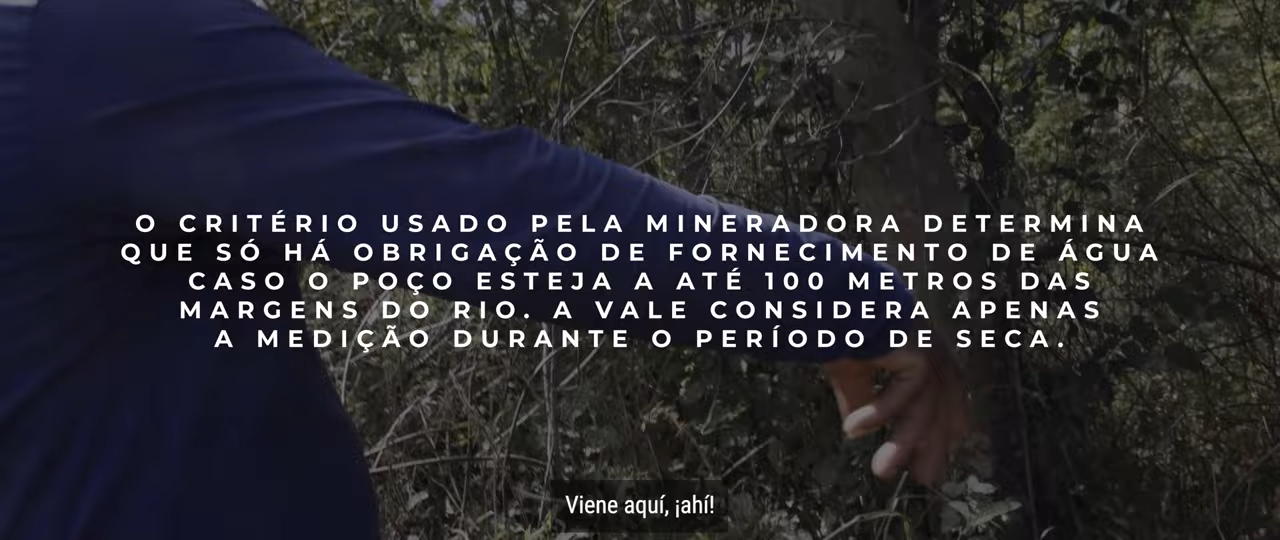 O CRITÉRIO USADO PELA MINERADORA DETERMINA
QUE SÓ HÁ OBRIGAÇÃO DE FORNECIMENTO DE ÁGUA
CASO O POÇO ESTEJA A ATÉ 100 METROS DAS
MARGENS DO RIO. A VALE CONSIDERA APENAS
A MEDIÇÃO DURANTE O PERÍODO DE SECA.
Viene aquí, ¡ahí!